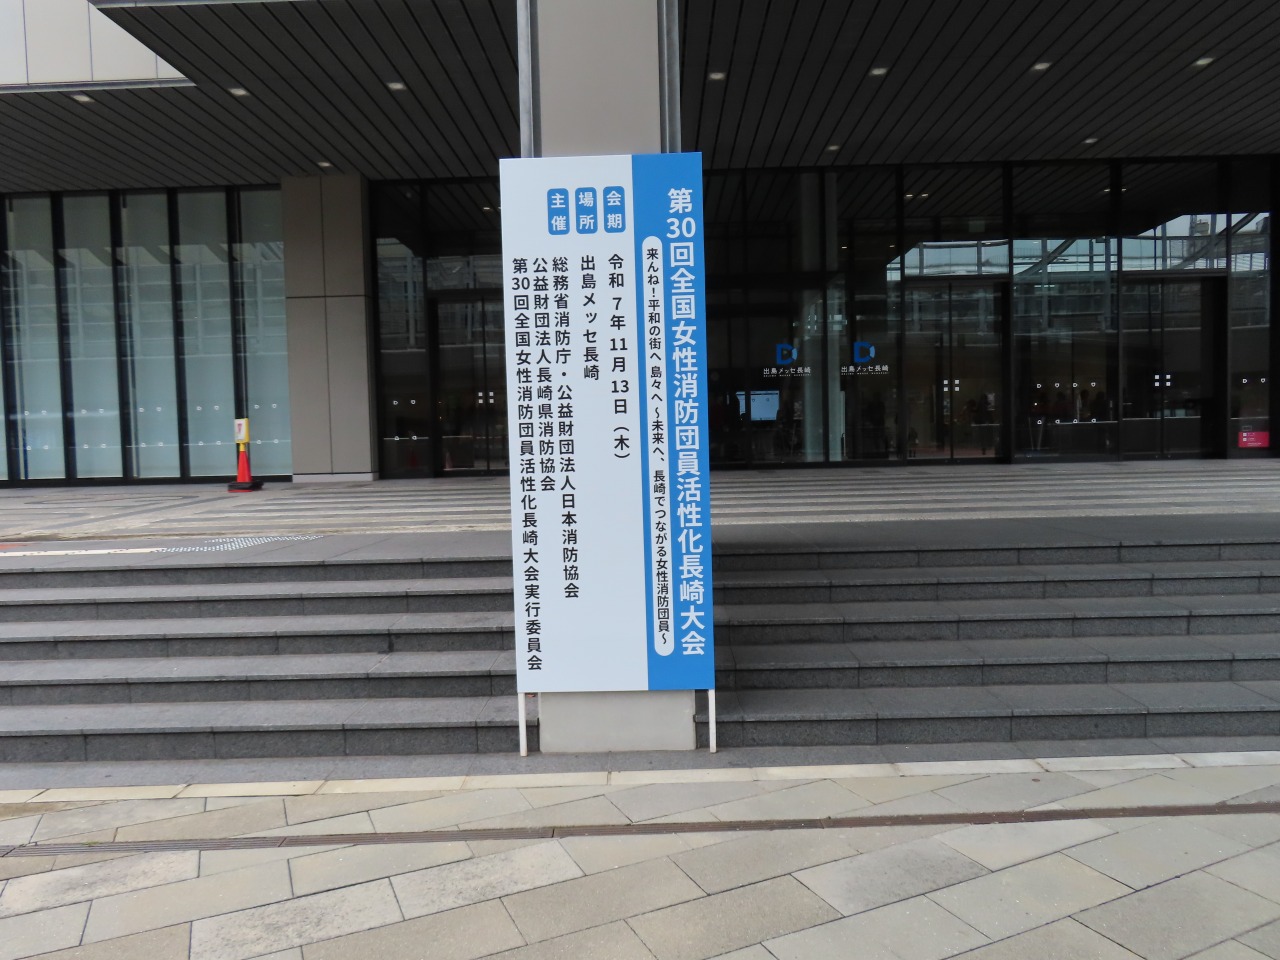 第30回全国女性消防団員活性化長崎大会
来んね！平和の街へ 島々へ ～未来へ、長崎でつながる女性消防団員～
会期 令和 7年11月13日（木）
場所 出島メッセ長崎
主催 総務省消防庁・公益財団法人日本消防協会
公益財団法人長崎県消防協会
第30回全国女性消防団員活性化長崎大会実行委員会
出島メッセ長崎
出島メッセ長崎